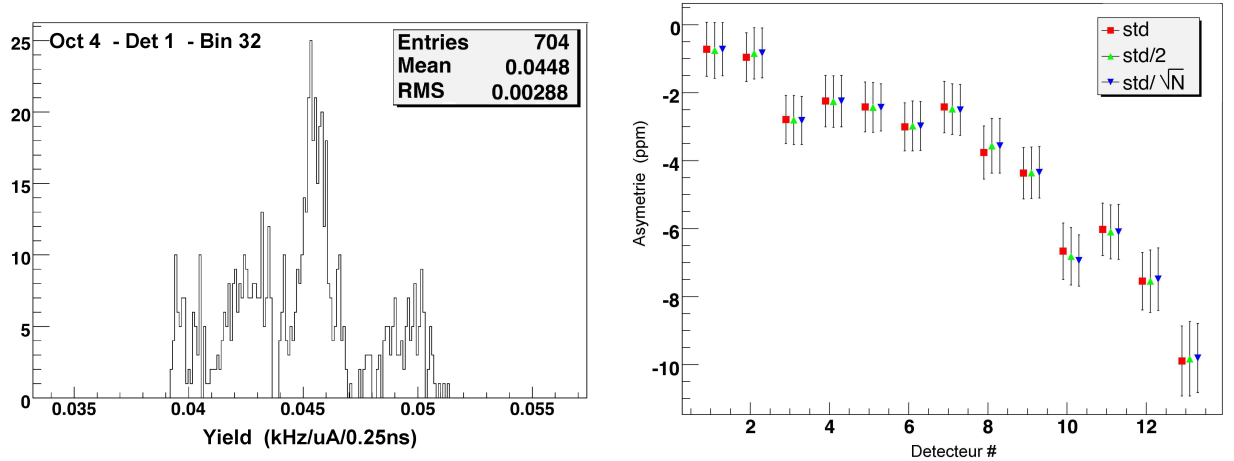 Oct 4 - Det 1 - Bin 32
Entries 704
Mean 0.0448
RMS 0.00288
25
20
15
10
5
0
0.035 0.04 0.045 0.05 0.055
Yield (kHz/uA/0.25ns)
std
std/2
std/√N
0
-2
-4
-6
-8
-10
Asymetrie (ppm)
2 4 6 8 10 12
Detecteur #